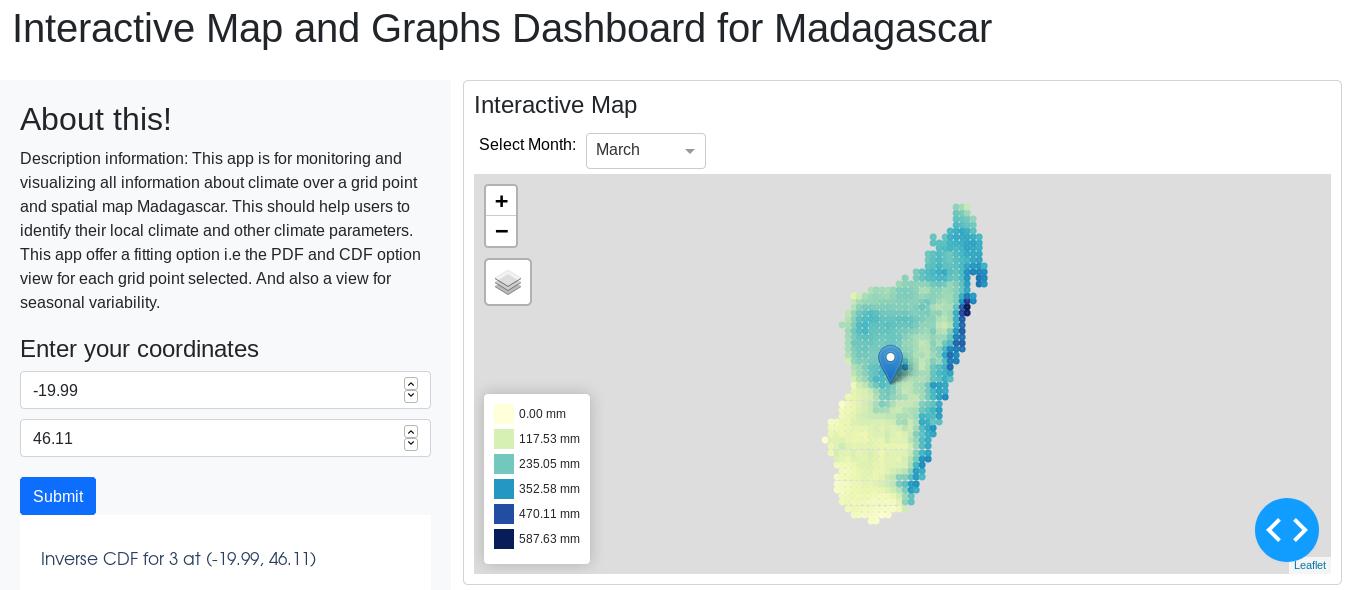 Interactive Map and Graphs Dashboard for Madagascar
About this!
Description information: This app is for monitoring and
visualizing all information about climate over a grid point
and spatial map Madagascar. This should help users to
identify their local climate and other climate parameters.
This app offer a fitting option i.e the PDF and CDF option
view for each grid point selected. And also a view for
seasonal variability.
Enter your coordinates
-19.99
46.11
Submit
Inverse CDF for 3 at (-19.99, 46.11)
Interactive Map
Select Month: March
+
−
0.00 mm
117.53 mm
235.05 mm
352.58 mm
470.11 mm
587.63 mm
Leaflet